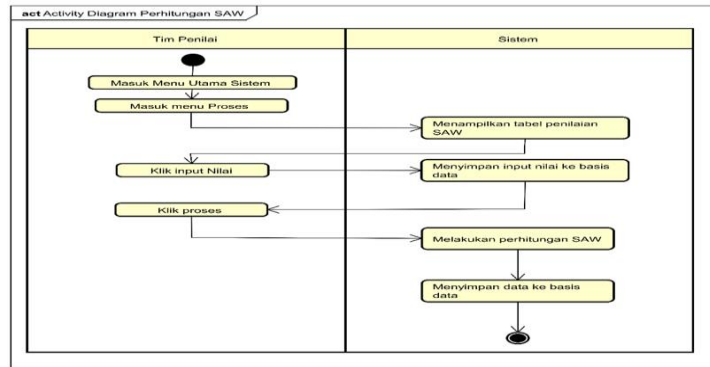 act Activity Diagram Perhitungan SAW
Tim Penilai
Sistem
Masuk Menu Utama Sistem
Masuk menu Proses
Menampilkan tabel penilaian
SAW
Klik input Nilai
Menyimpan input nilai ke basis
data
Klik proses
Melakukan perhitungan SAW
Menyimpan data ke basis
data